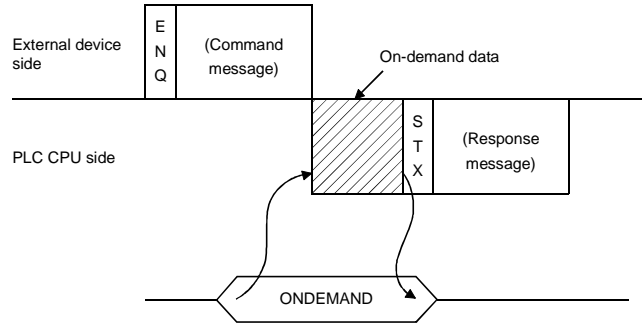 External device
side
E
N
Q
(Command
message)
On-demand data
PLC CPU side
S
T
X
(Response
message)
ONDEMAND